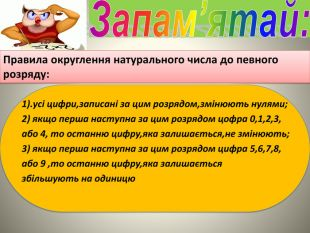 Запам’ятай:
Правила округлення натурального числа до певного
розряду:
1).усі цифри,записані за цим розрядом,змінюють нулями;
2) якщо перша наступна за цим розрядом цофра 0,1,2,3,
або 4, то останню цифру,яка залишається,не змінюють;
3) якщо перша наступна за цим розрядом цифра 5,6,7,8,
або 9 ,то останню цифру,яка залишається
збільшують на одиницю